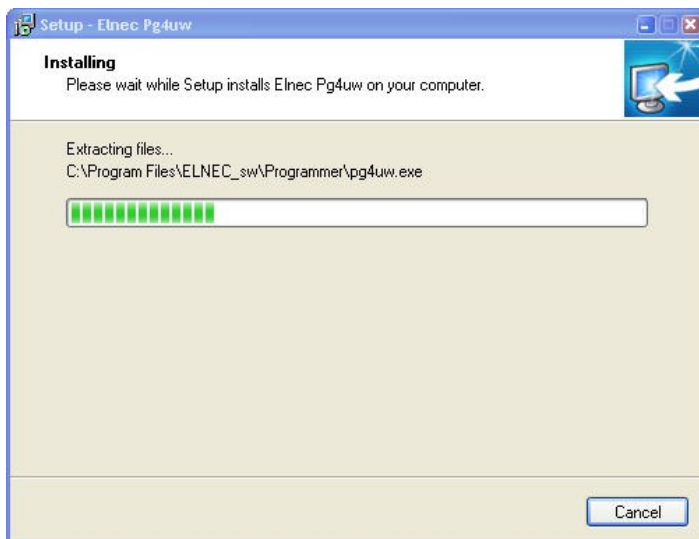 Setup - Elnec Pg4uw
Installing
Please wait while Setup installs Elnec Pg4uw on your computer.
Extracting files...
C:\Program Files\ELNEC_sw\Programmer\pg4uw.exe
Cancel